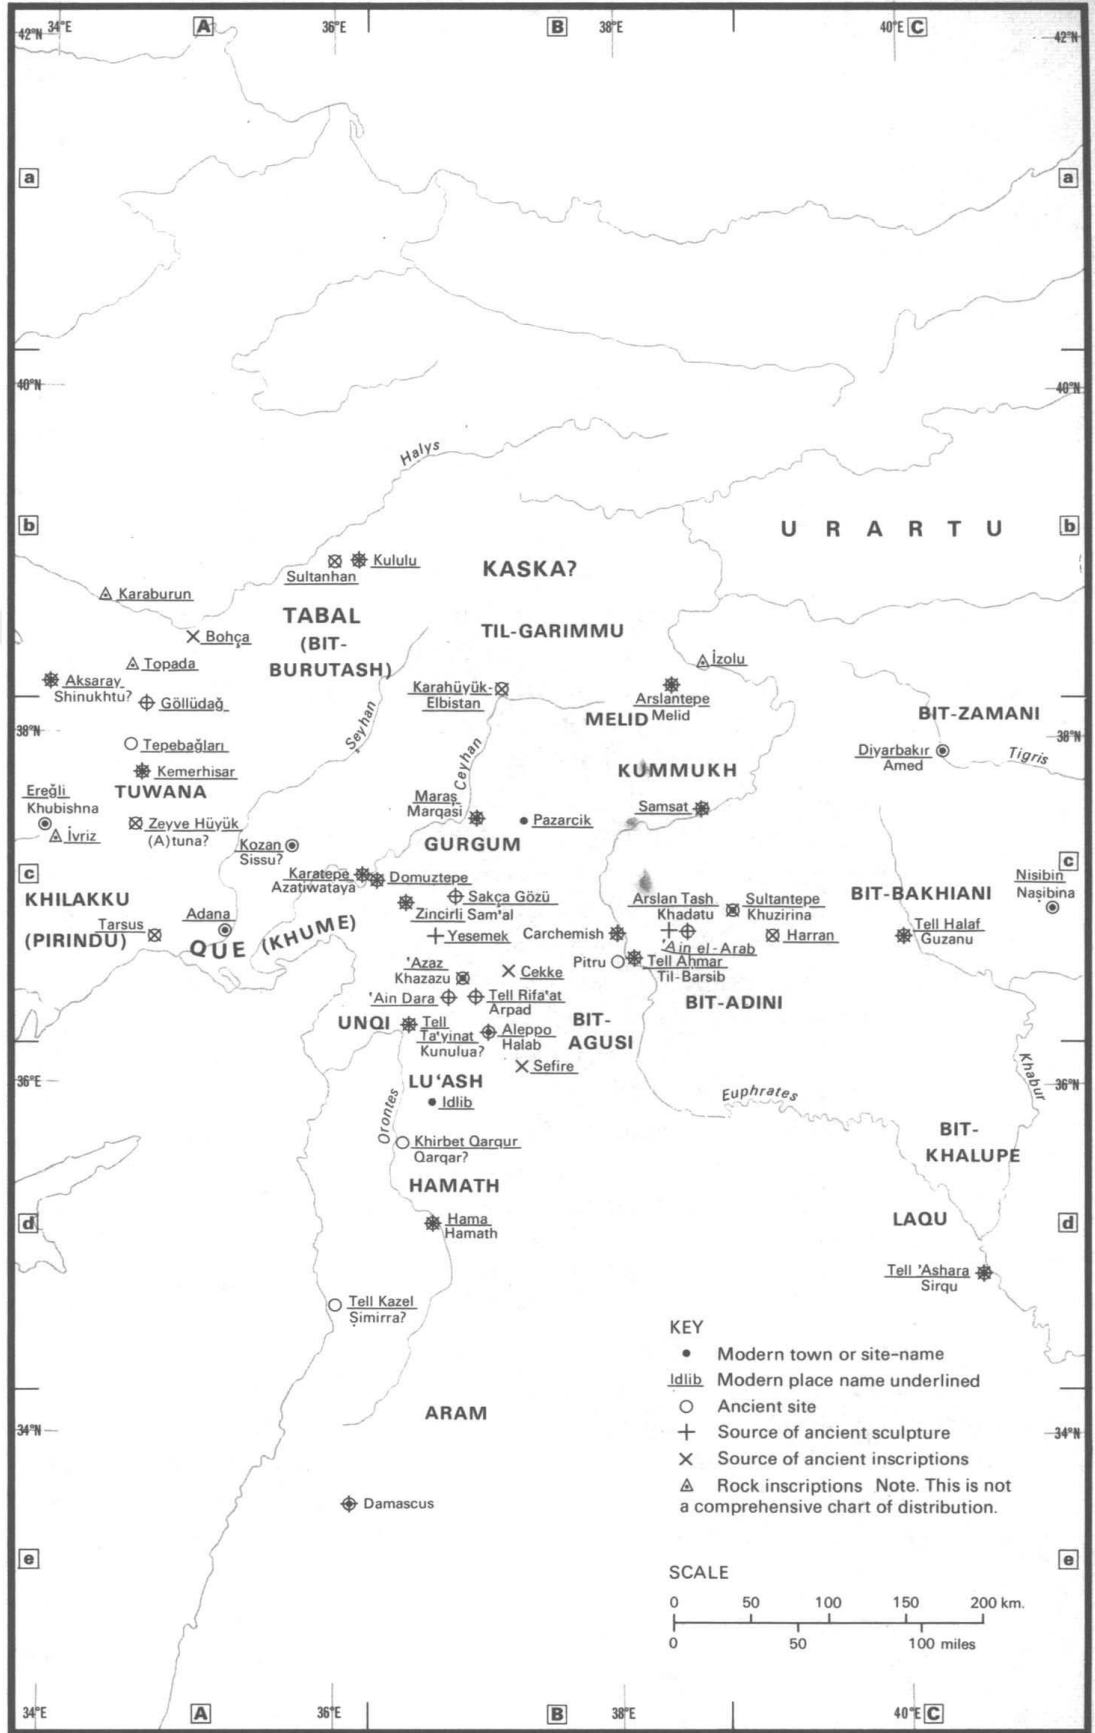 34°E
A
36°E
B
38°E
40°E
C
42°N
42°N
a
a
40°N
40°N
Halys
b
URARTU
b
Kululu
Sultanhan
KASKA?
Karaburun
TABAL
(BIT-
BURUTASH)
TIL-GARIMMU
Bohça
Topada
İzolu
Aksaray
Shinukhtu?
Göllüdağ
Karahüyük-
Elbistan
Arslantepe
Melid
MELID
BIT-ZAMANI
38°N
38°N
Seyhan
Tepebağları
Diyarbakır
Amed
Tigris
Ceyhan
Kemerhisar
TUWANA
KUMMUKH
Ereğli
Khubishna
Maraş
Marqasi
Samsat
Zeyve Hüyük
(A)tuna?
İvriz
Pazarcik
GURGUM
Kozan
Sissu?
c
c
Karatepe
Azatiwataya
Domuztepe
Nisibin
Naṣibina
KHILAKKU
(PIRINDU)
Sakça Gözü
Arslan Tash
Khadatu
Sultantepe
Khuzirina
BIT-BAKHIANI
Zincirli Sam'al
Tarsus
Adana
QUE (KHUME)
Yesemek
Carchemish
Harran
Tell Halaf
Guzanu
'Ain el-Arab
'Azaz
Khazazu
Cekke
Pitru
Tell Ahmar
Til-Barsib
'Ain Dara
Tell Rifa'at
Arpad
BIT-ADINI
UNQI
Tell
Ta'yinat
Kunulua?
Aleppo
Halab
BIT-
AGUSI
Sefire
36°E
36°N
LU'ASH
Khabur
Euphrates
Idlib
Orontes
Khirbet Qarqur
Qarqar?
BIT-
KHALUPE
HAMATH
d
Hama
Hamath
LAQU
d
Tell 'Ashara
Sirqu
Tell Kazel
Ṣimirra?
KEY
Modern town or site-name
Idlib Modern place name underlined
Ancient site
ARAM
34°N
Source of ancient sculpture
34°N
Source of ancient inscriptions
Rock inscriptions Note. This is not
a comprehensive chart of distribution.
Damascus
e
e
SCALE
0 50 100 150 200 km.
0 50 100 miles
34°E
A
36°E
B
38°E
40°E
C